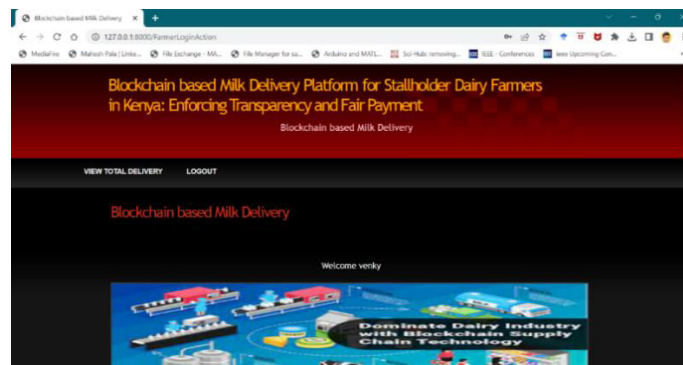 Blockchain based Milk Delivery
127.0.0.1:8000/FarmerLoginAction
MediaFire
Mahesh Pala | Linke...
File Exchange - MA...
File Manager for sa...
Arduino and MATL...
Sci-Hub: removing...
IEEE - Conferences
Ieee Upcoming Con...
Blockchain based Milk Delivery Platform for Stallholder Dairy Farmers
in Kenya: Enforcing Transparency and Fair Payment
Blockchain based Milk Delivery
VIEW TOTAL DELIVERY LOGOUT
Blockchain based Milk Delivery
Welcome venky
Dominate Dairy Industry
with Blockchain Supply
Chain Technology